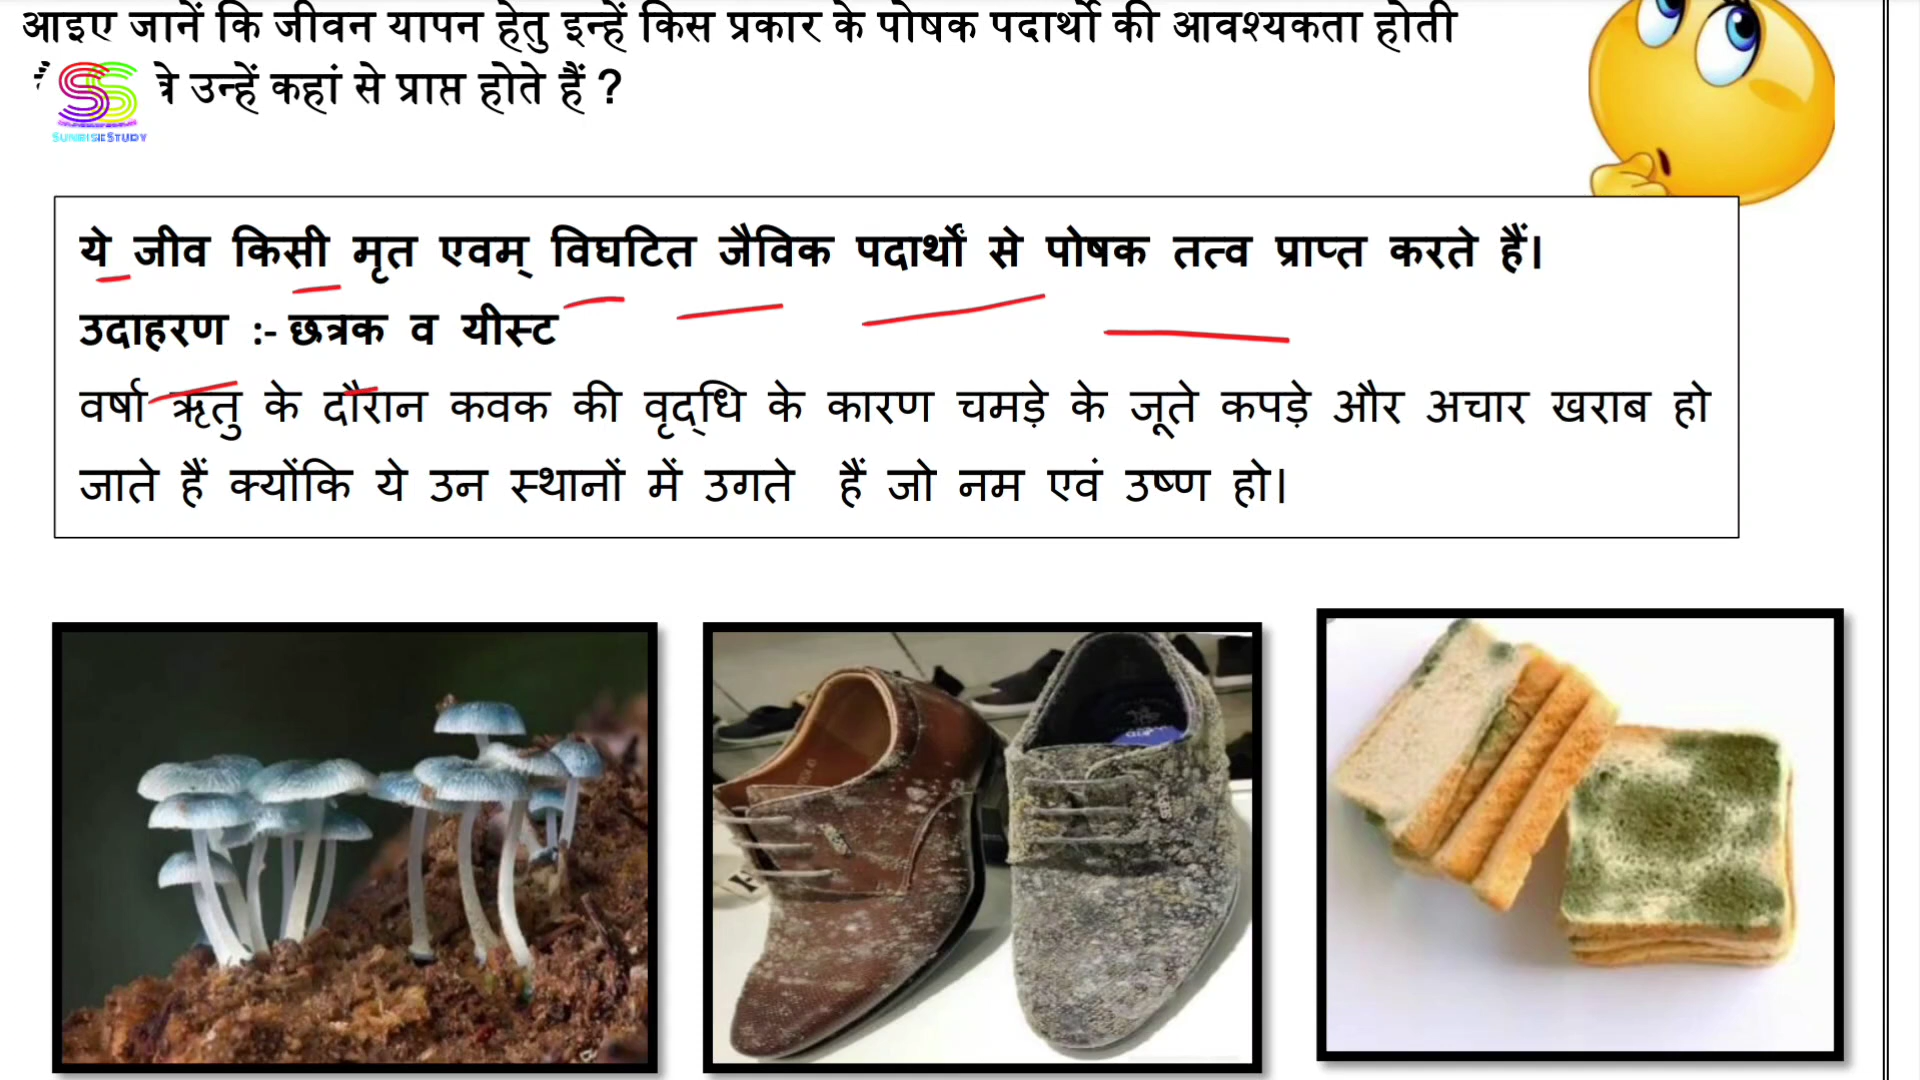 आइए जानें कि जीवन यापन हेतु इन्हें किस प्रकार के पोषक पदार्थो की आवश्यकता होती
उन्हें कहां से प्राप्त होते हैं ?
SUNRISESTUDY
ये जीव किसी मृत एवम् विघटित जैविक पदार्थों से पोषक तत्व प्राप्त करते हैं।
उदाहरण :- छत्रक व यीस्ट
वर्षा ऋतु के दौरान कवक की वृद्धि के कारण चमड़े के जूते कपड़े और अचार खराब हो
जाते हैं क्योंकि ये उन स्थानों में उगते हैं जो नम एवं उष्ण हो।